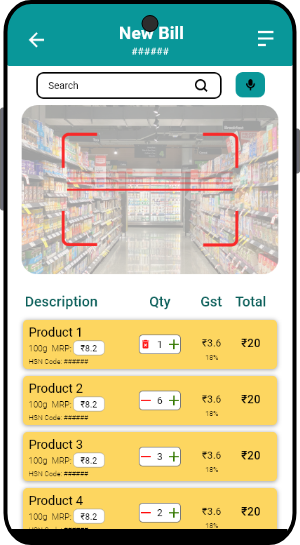 New Bill
######
Search
Description Qty Gst Total
Product 1
100g MRP: ₹8.2 1 ₹3.6 ₹20
HSN Code: ###### 18%
Product 2
100g MRP: ₹8.2 6 ₹3.6 ₹20
HSN Code: ###### 18%
Product 3
100g MRP: ₹8.2 3 ₹3.6 ₹20
HSN Code: ###### 18%
Product 4
100g MRP: ₹8.2 2 ₹3.6 ₹20
HSN Code: ###### 18%